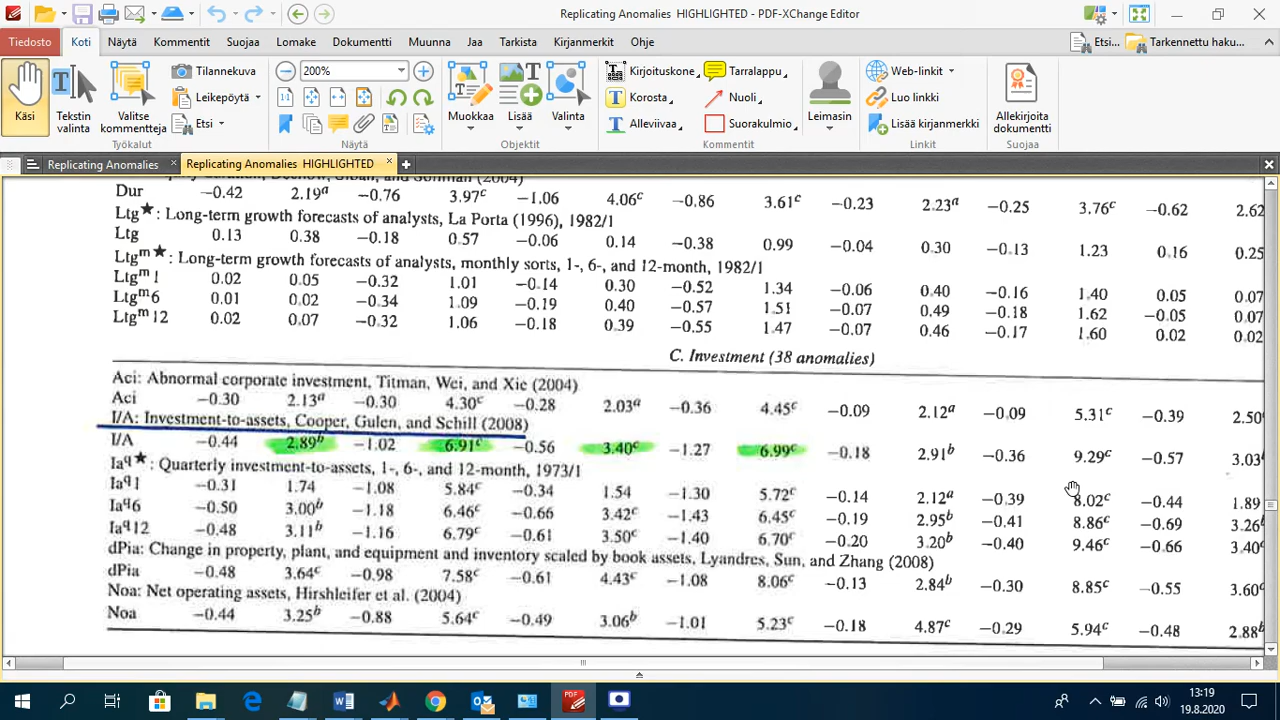 Replicating Anomalies HIGHLIGHTED - PDF-XChange Editor
Tiedosto Koti Näytä Kommentit Suojaa Lomake Dokumentti Muunna Jaa Tarkista Kirjanmerkit Ohje Etsi... Tarkennettu haku...
Käsi
Tekstin valinta
Valitse kommentteja
Tilannekuva
Leikepöytä
Etsi
Työkalut
200%
Näytä
Muokkaa
Lisää
Valinta
Objektit
Kirjoituskone
Korosta
Alleviivaa
Tarralappu
Nuoli
Suorakulmio
Kommentit
Leimasin
Web-linkit
Luo linkki
Lisää kirjanmerkki
Linkit
Allekirjoita dokumentti
Suojaa
Replicating Anomalies Replicating Anomalies HIGHLIGHTED
Dur −0.42 2.19a −0.76 3.97c −1.06 4.06c −0.86 3.61c −0.23 2.23a −0.25 3.76c −0.62 2.62
Ltg★: Long-term growth forecasts of analysts, La Porta (1996), 1982/1
Ltg 0.13 0.38 −0.18 0.57 −0.06 0.14 −0.38 0.99 −0.04 0.30 −0.13 1.23 0.16 0.25
Ltgm★: Long-term growth forecasts of analysts, monthly sorts, 1-, 6-, and 12-month, 1982/1
Ltgm 1 0.02 0.05 −0.32 1.01 −0.14 0.30 −0.52 1.34 −0.06 0.40 −0.16 1.40 0.05 0.07
Ltgm 6 0.01 0.02 −0.34 1.09 −0.19 0.40 −0.57 1.51 −0.07 0.49 −0.18 1.62 −0.05 0.07
Ltgm 12 0.02 0.07 −0.32 1.06 −0.18 0.39 −0.55 1.47 −0.07 0.46 −0.17 1.60 0.02 0.02
C. Investment (38 anomalies)
Aci: Abnormal corporate investment, Titman, Wei, and Xie (2004)
Aci −0.30 2.13a −0.30 4.30c −0.28 2.03a −0.36 4.45c −0.09 2.12a −0.09 5.31c −0.39 2.50
I/A: Investment-to-assets, Cooper, Gulen, and Schill (2008)
I/A −0.44 2.89b −1.02 6.91c −0.56 3.40c −1.27 6.99c −0.18 2.91b −0.36 9.29c −0.57 3.03
Iaq★: Quarterly investment-to-assets, 1-, 6-, and 12-month, 1973/1
Iaq1 −0.31 1.74 −1.08 5.84c −0.34 1.54 −1.30 5.72c −0.14 2.12a −0.39 8.02c −0.44 1.89
Iaq6 −0.50 3.00b −1.18 6.46c −0.66 3.42c −1.43 6.45c −0.19 2.95b −0.41 8.86c −0.69 3.26
Iaq12 −0.48 3.11b −1.16 6.79c −0.61 3.50c −1.40 6.70c −0.20 3.20b −0.40 9.46c −0.66 3.40
dPia: Change in property, plant, and equipment and inventory scaled by book assets, Lyandres, Sun, and Zhang (2008)
dPia −0.48 3.64c −0.98 7.58c −0.61 4.43c −1.08 8.06c −0.13 2.84b −0.30 8.85c −0.55 3.60
Noa: Net operating assets, Hirshleifer et al. (2004)
Noa −0.44 3.25b −0.88 5.64c −0.49 3.06b −1.01 5.23c −0.18 4.87c −0.29 5.94c −0.48 2.88b
13:19
19.8.2020